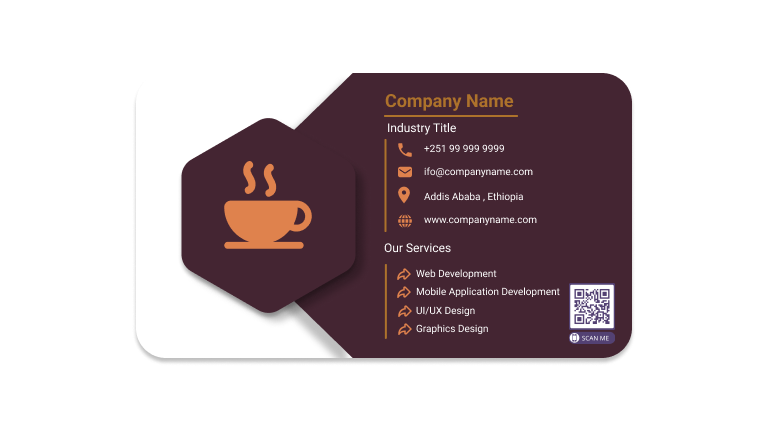 Company Name
Industry Title
+251 99 999 9999
ifo@companyname.com
Addis Ababa , Ethiopia
www.companyname.com
Our Services
Web Development
Mobile Application Development
UI/UX Design
Graphics Design
SCAN ME